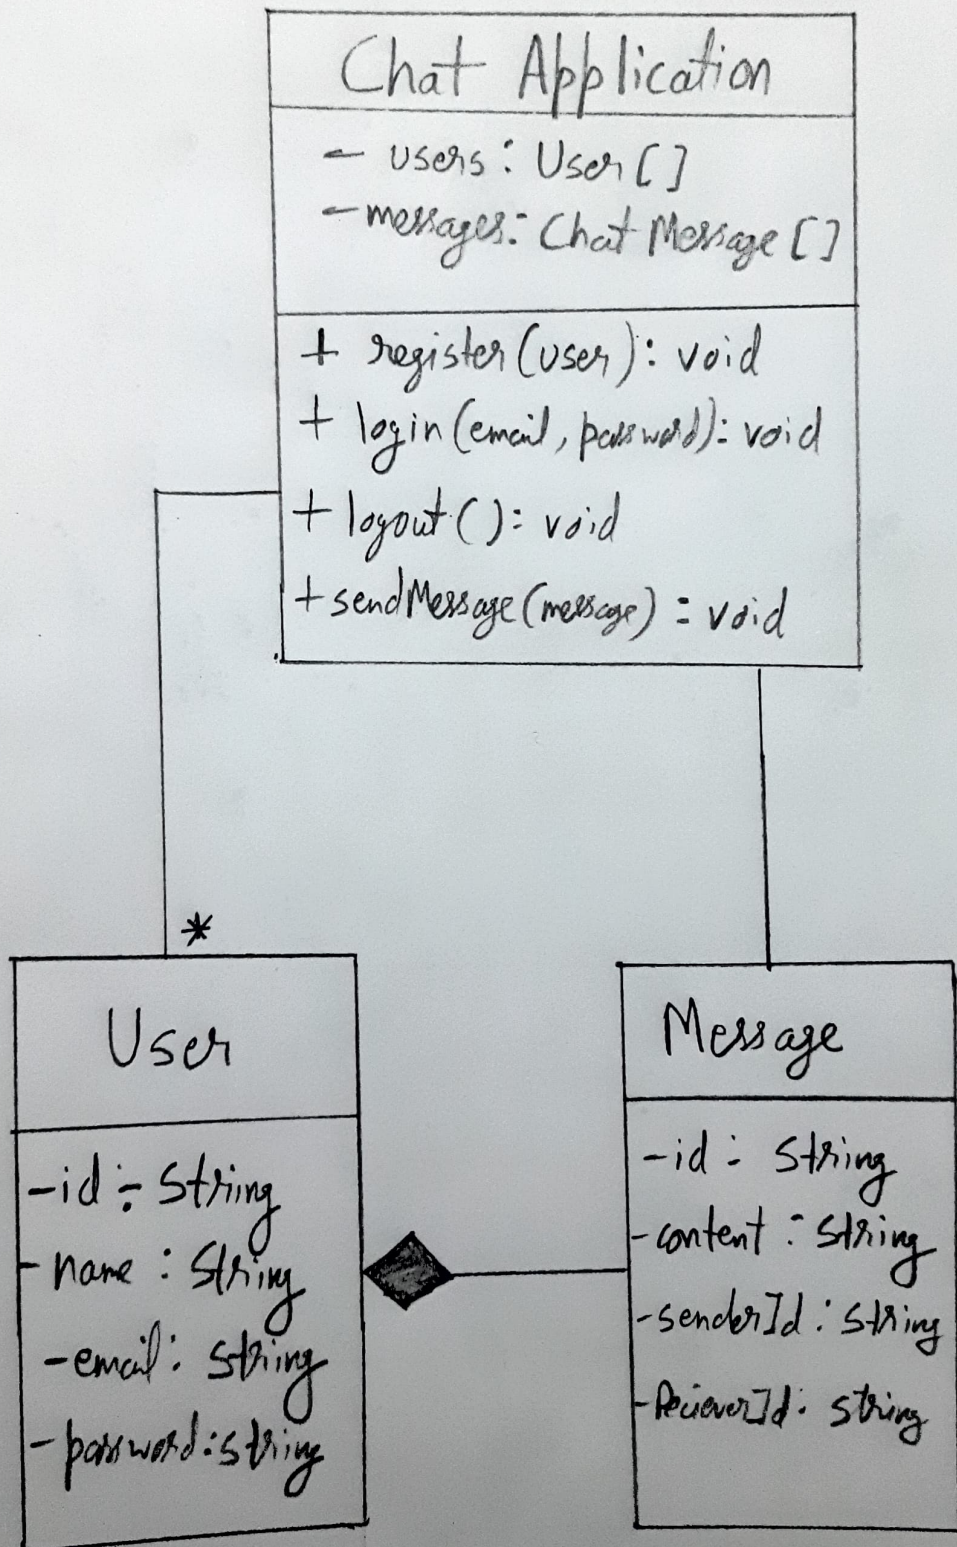 Chat Application
- users: User[]
- messages: Chat Message[]
+ register(user): void
+ login(email, password): void
+ logout(): void
+ sendMessage(message): void
*
User
-id: String
- name: String
-email: string
- password: string
Message
-id: String
-content: String
-senderId: string
-RecieverId: string